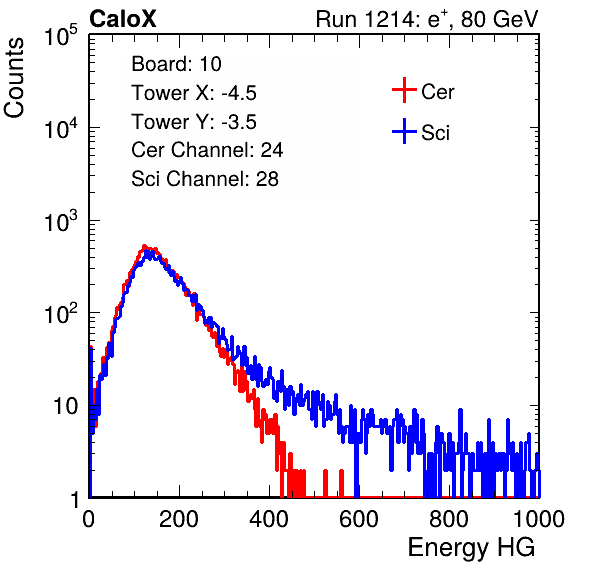 CaloX Run 1214: e⁺, 80 GeV
Counts
10⁵
10⁴
10³
10²
10
1
Board: 10
Tower X: -4.5
Tower Y: -3.5
Cer Channel: 24
Sci Channel: 28
Cer
Sci
0 200 400 600 800 1000
Energy HG